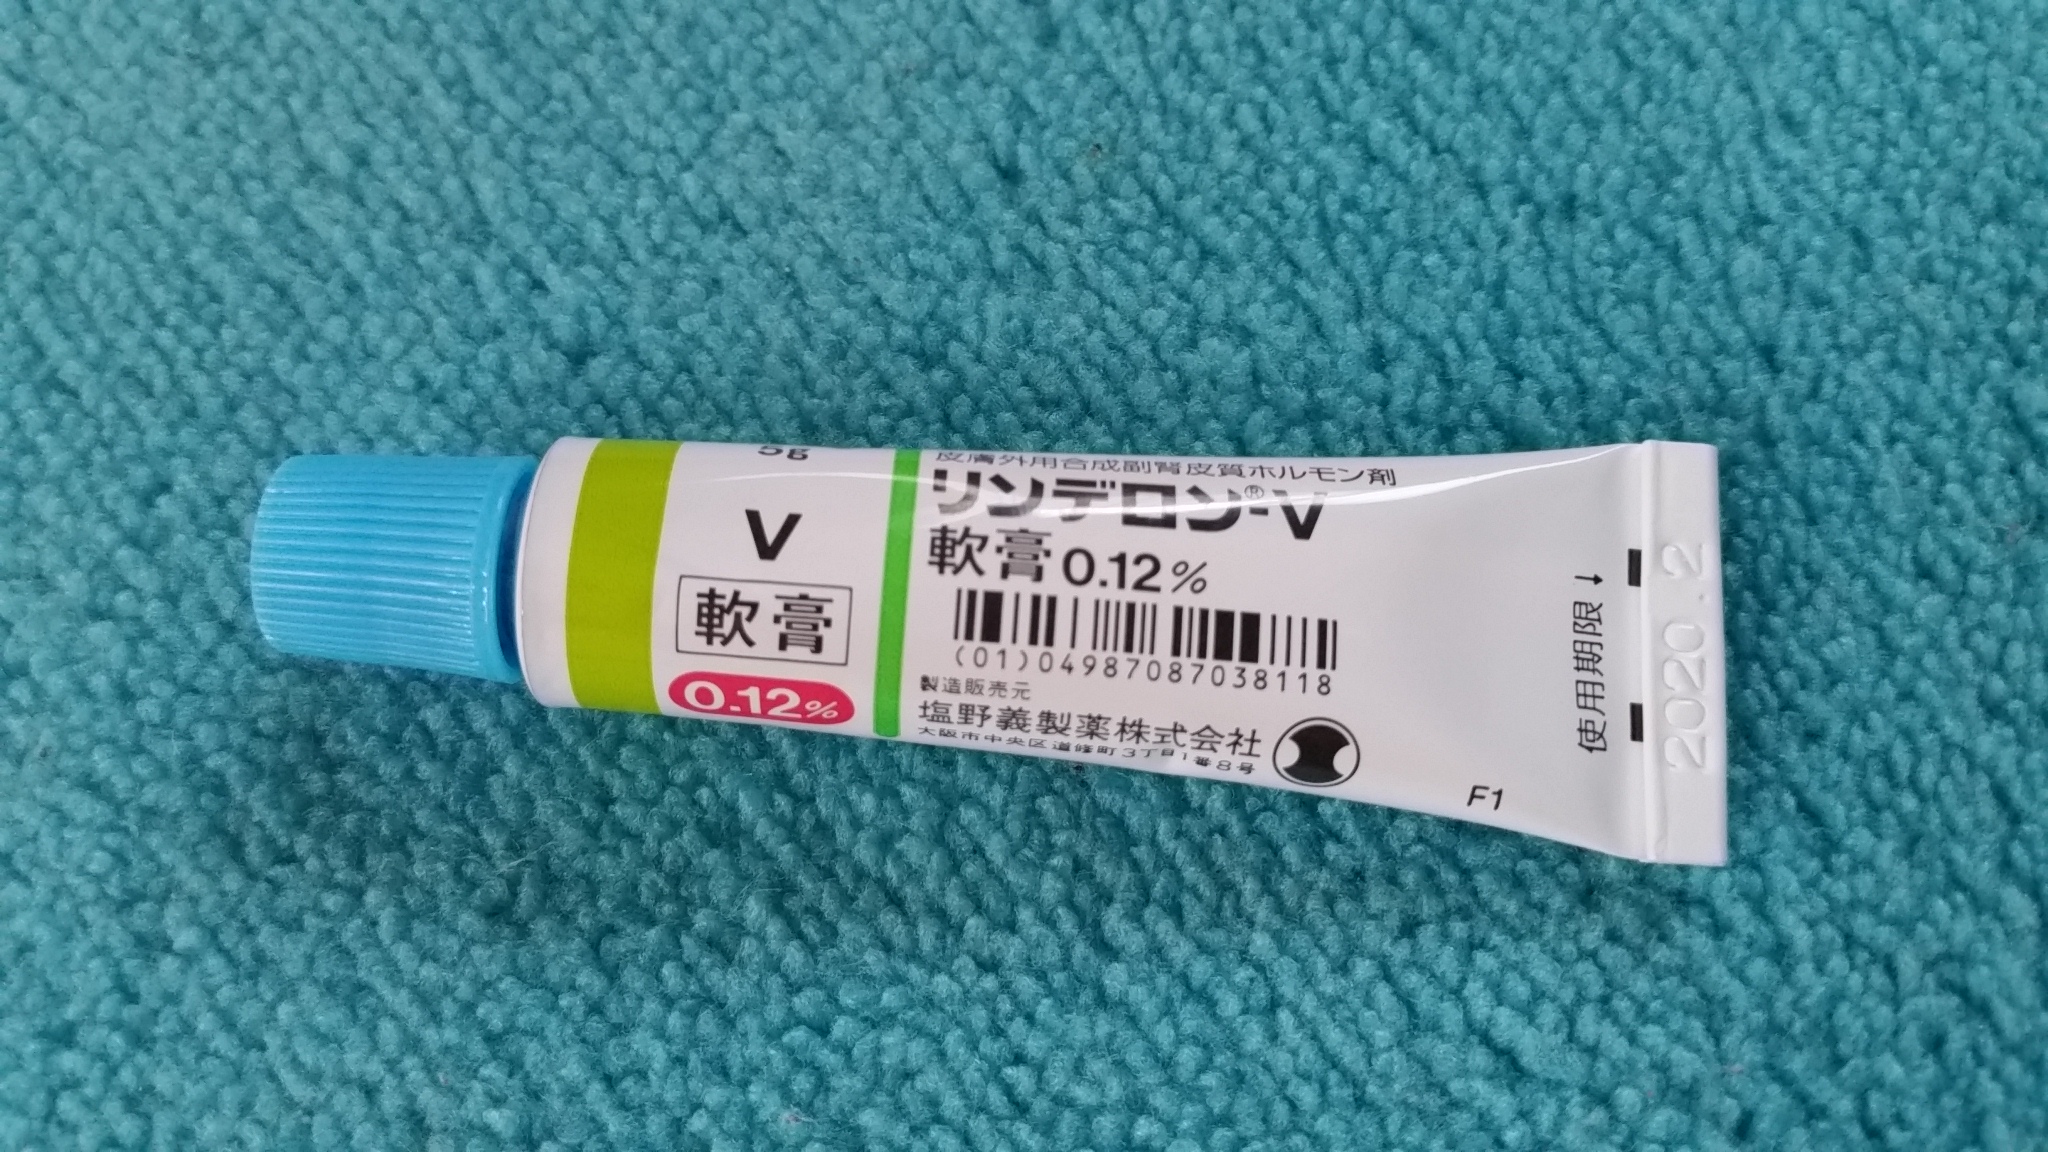 5g
V
軟膏
0.12%
皮膚外用合成副腎皮質ホルモン剤
リンデロン®-V
軟膏 0.12%
(01)04987087038118
製造販売元
塩野義製薬株式会社
大阪市中央区道修町3丁目1番8号
F1
使用期限→
2020.2